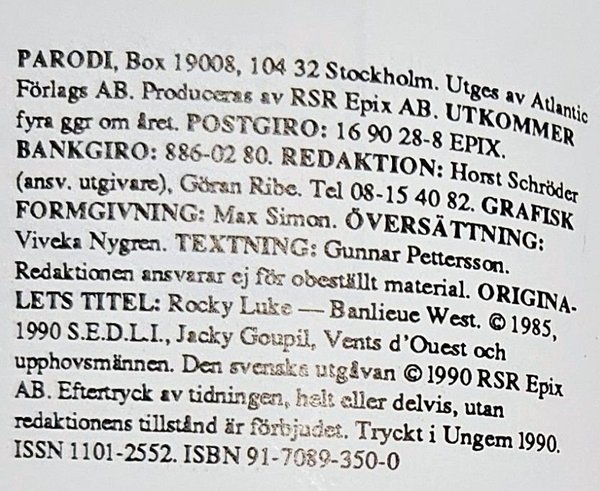 PARODI, Box 19008, 104 32 Stockholm. Utges av Atlantic
Förlags AB. Produceras av RSR Epix AB. UTKOMMER
fyra ggr om året. POSTGIRO: 16 90 28-8 EPIX.
BANKGIRO: 886-02 80. REDAKTION: Horst Schröder
(ansv. utgivare), Göran Ribe. Tel 08-15 40 82. GRAFISK
FORMGIVNING: Max Simon. ÖVERSÄTTNING:
Viveka Nygren. TEXTNING: Gunnar Pettersson.
Redaktionen ansvarar ej för obeställt material. ORIGINA-
LETS TITEL: Rocky Luke — Banlieue West. © 1985,
1990 S.E.D.L.I., Jacky Goupil, Vents d'Ouest och
upphovsmännen. Den svenska utgåvan © 1990 RSR Epix
AB. Eftertryck av tidningen, helt eller delvis, utan
redaktionens tillstånd är förbjudet. Tryckt i Ungern 1990.
ISSN 1101-2552. ISBN 91-7089-350-0